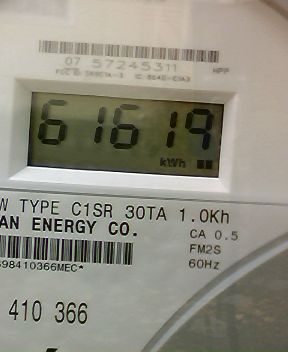 07 57245311
61619
kWh
W TYPE C1SR 30TA 1.0Kh
AN ENERGY CO.
CA 0.5
FM2S
98410366MEC*
60Hz
410 366